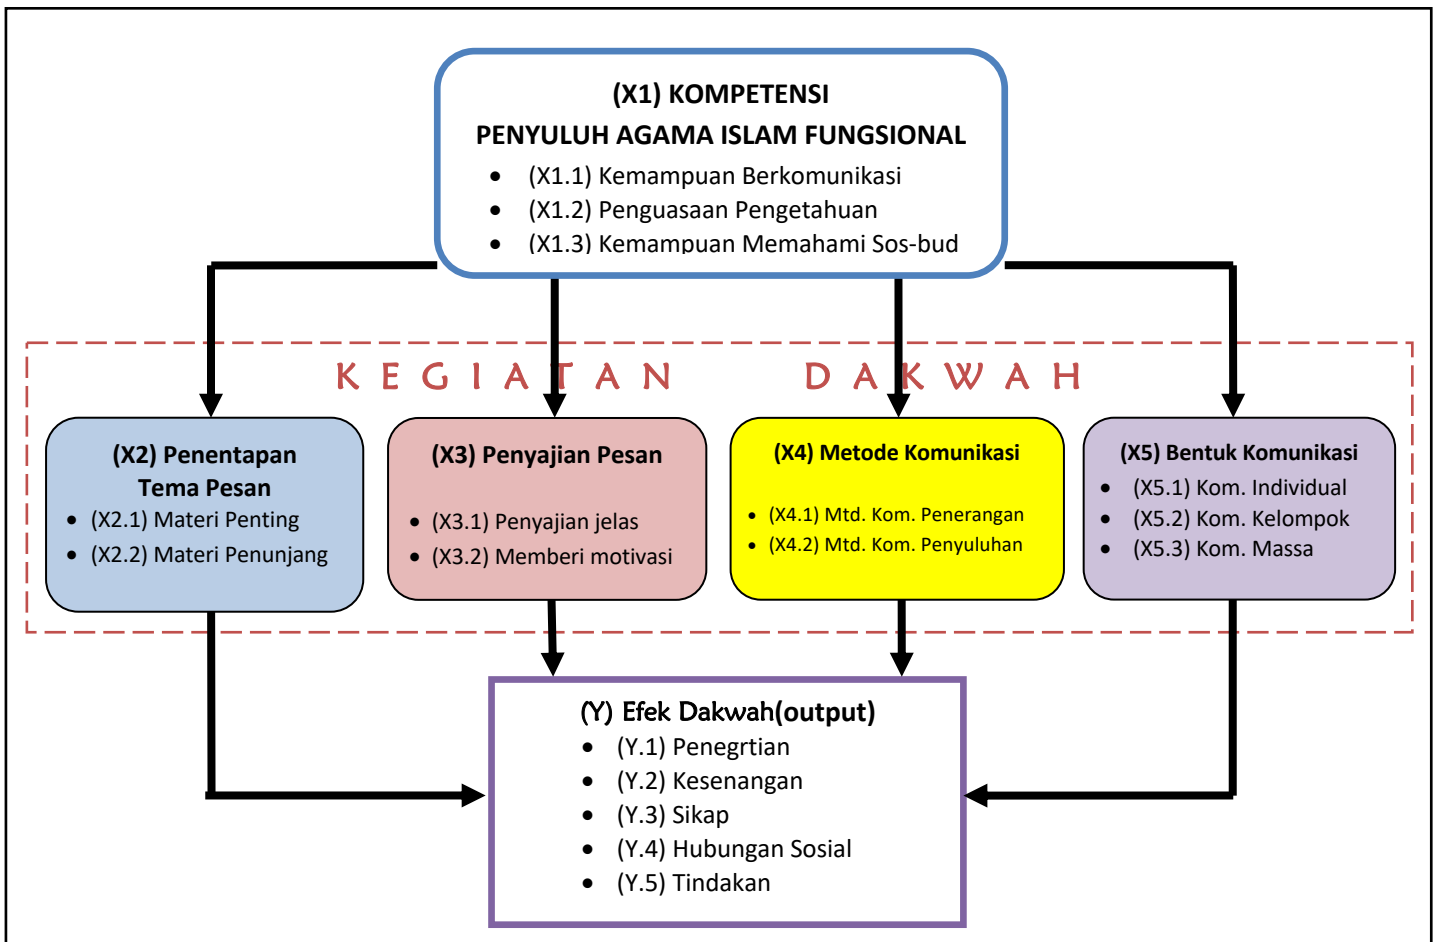 (X1) KOMPETENSI
PENYULUH AGAMA ISLAM FUNGSIONAL
• (X1.1) Kemampuan Berkomunikasi
• (X1.2) Penguasaan Pengetahuan
• (X1.3) Kemampuan Memahami Sos-bud
KEGIATAN DAKWAH
(X2) Penentapan
Tema Pesan
• (X2.1) Materi Penting
• (X2.2) Materi Penunjang
(X3) Penyajian Pesan
• (X3.1) Penyajian jelas
• (X3.2) Memberi motivasi
(X4) Metode Komunikasi
• (X4.1) Mtd. Kom. Penerangan
• (X4.2) Mtd. Kom. Penyuluhan
(X5) Bentuk Komunikasi
• (X5.1) Kom. Individual
• (X5.2) Kom. Kelompok
• (X5.3) Kom. Massa
(Y) Efek Dakwah(output)
• (Y.1) Penegrtian
• (Y.2) Kesenangan
• (Y.3) Sikap
• (Y.4) Hubungan Sosial
• (Y.5) Tindakan